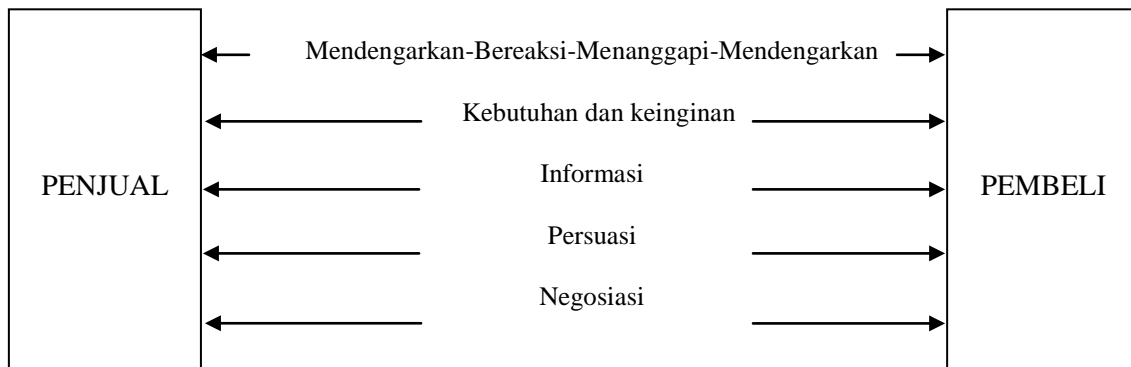 Mendengarkan-Bereaksi-Menanggapi-Mendengarkan
Kebutuhan dan keinginan
Informasi
PENJUAL
PEMBELI
Persuasi
Negosiasi